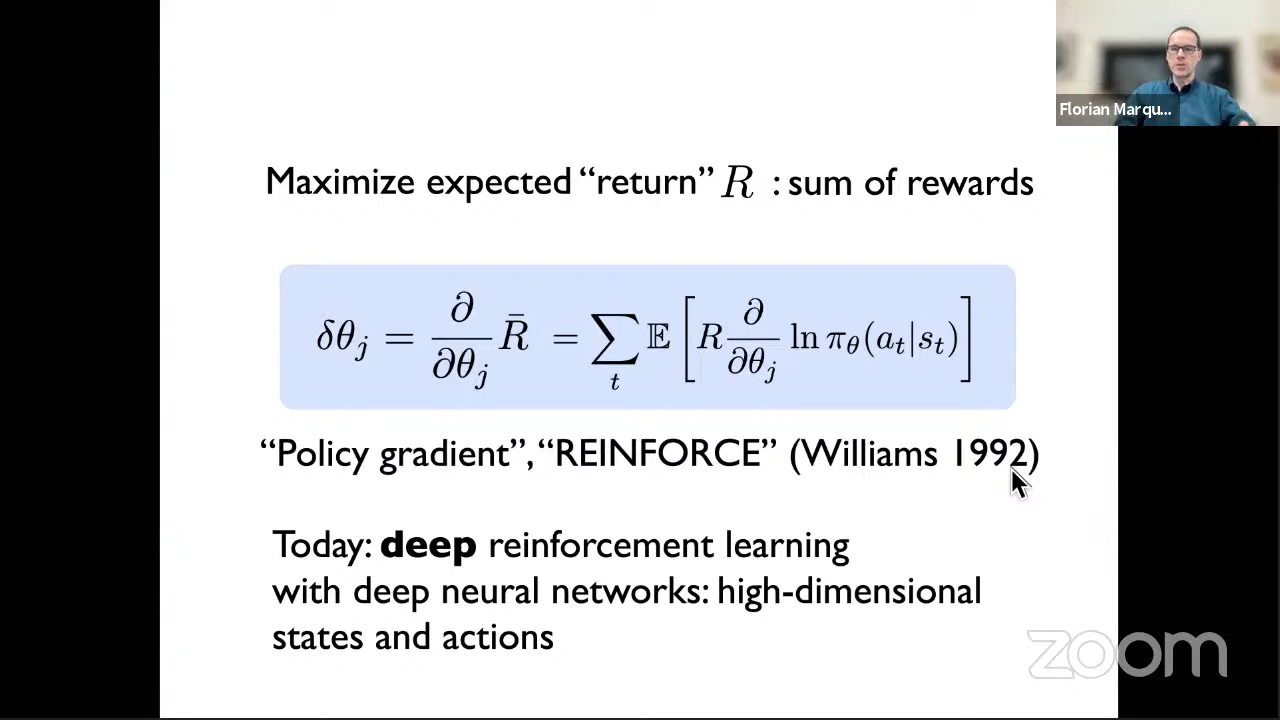 Florian Marqu...
Maximize expected “return” R : sum of rewards
δθ_j = ∂/∂θ_j R̄ = ∑_t 𝔼 [ R ∂/∂θ_j ln π_θ(a_t|s_t) ]
“Policy gradient”, “REINFORCE” (Williams 1992)
Today: deep reinforcement learning
with deep neural networks: high-dimensional
states and actions
zoom